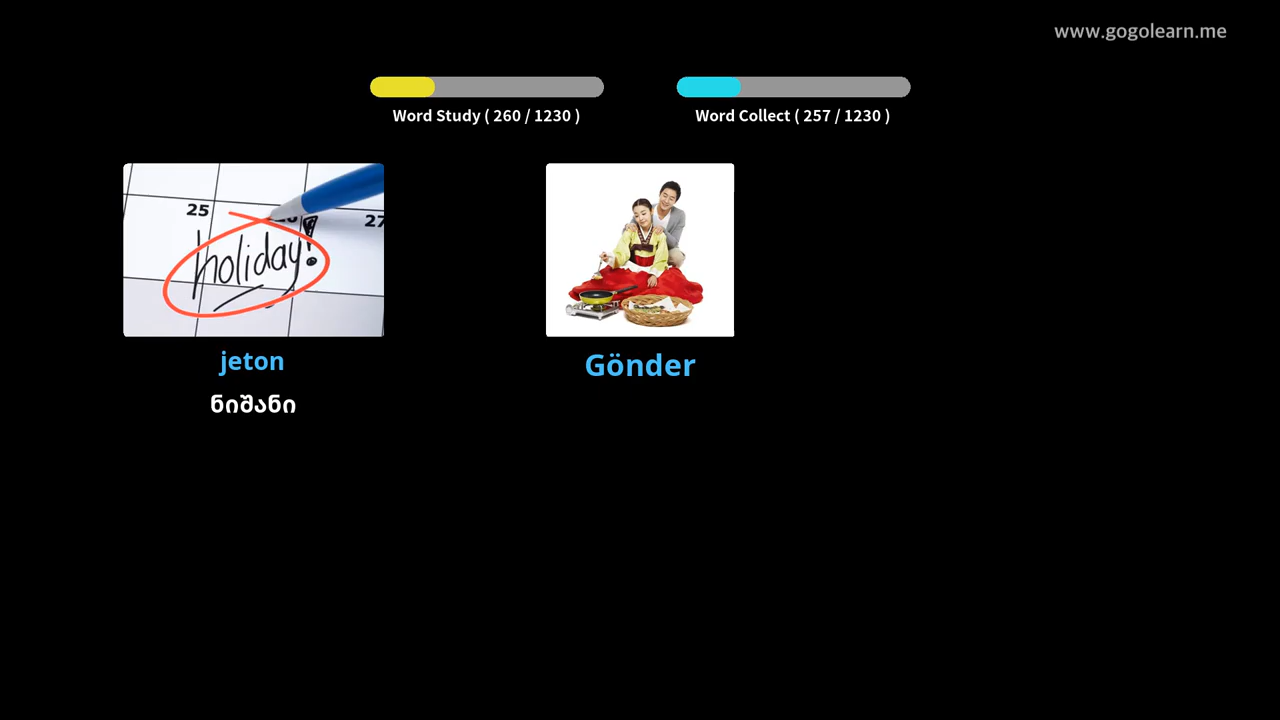 www.gogolearn.me
Word Study ( 260 / 1230 )
Word Collect ( 257 / 1230 )
25
27
holiday!
jeton
Gönder
ნიშანი